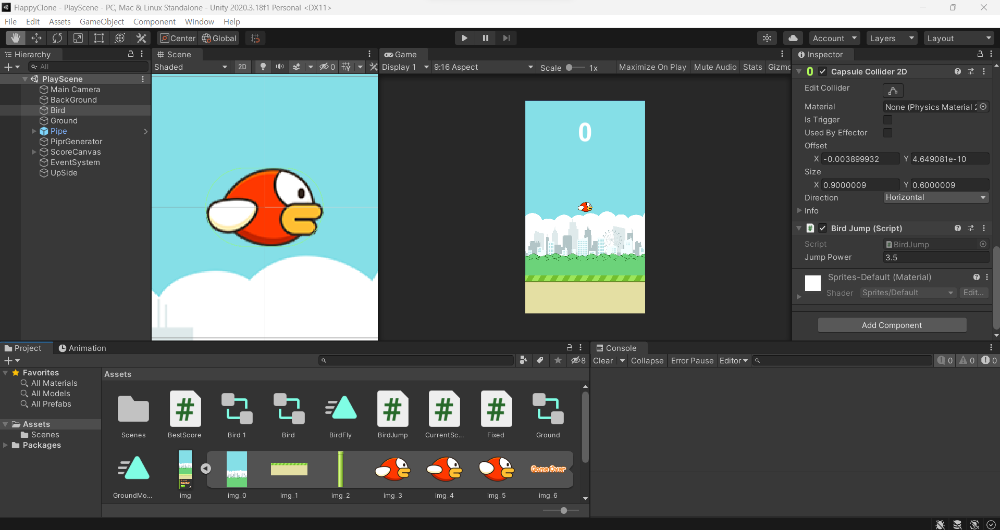 FlappyClone - PlayScene - PC, Mac & Linux Standalone - Unity 2020.3.18f1 Personal <DX11>
File Edit Assets GameObject Component Window Help
Center Global Account Layers Layout
Hierarchy
All
PlayScene
Main Camera
BackGround
Bird
Ground
Pipe
PiprGenerator
ScoreCanvas
EventSystem
UpSide
Scene
Shaded 2D 0
Game
Display 1 9:16 Aspect Scale 1x Maximize On Play Mute Audio Stats Gizmo
0
Inspector
Capsule Collider 2D
Edit Collider
Material None (Physics Material 2
Is Trigger
Used By Effector
Offset
X -0.003899932 Y 4.649081e-10
Size
X 0.9000009 Y 0.6000009
Direction Horizontal
Info
# Bird Jump (Script)
Script # BirdJump
Jump Power 3.5
Sprites-Default (Material)
Shader Sprites/Default Edit...
Add Component
Project Animation
8
Favorites
All Materials
All Models
All Prefabs
Assets
Scenes
Packages
Assets
# # # #
Scenes BestScore Bird 1 Bird BirdFly BirdJump CurrentSc... Fixed Ground
Game Over
GroundMo... img img_0 img_1 img_2 img_3 img_4 img_5 img_6
Console
Clear Collapse Error Pause Editor 0 0 0